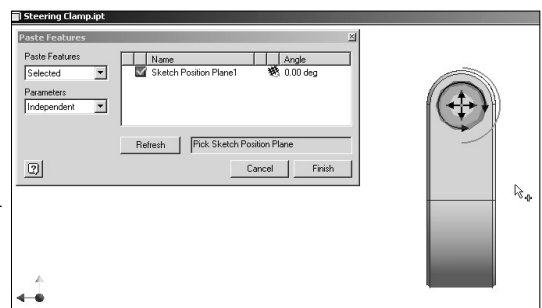 Steering Clamp.ipt
Paste Features
Paste Features
Selected
Parameters
Independent
Name
Angle
Sketch Position Plane1
0.00 deg
Refresh
Pick Sketch Position Plane
?
Cancel
Finish